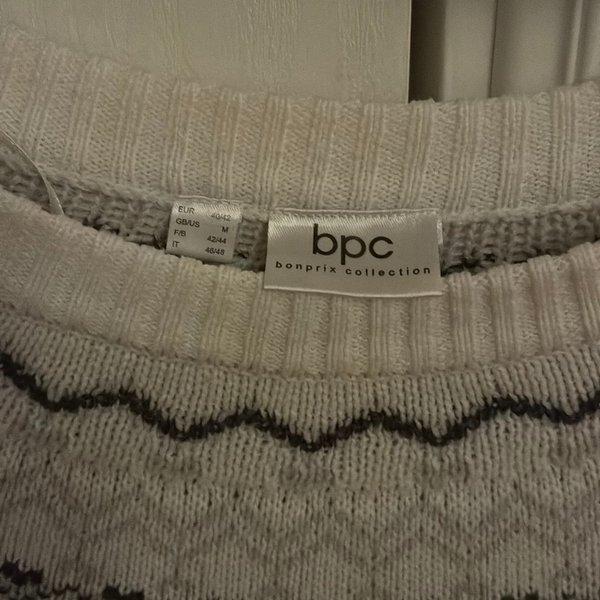 EUR 40/42
GB/US M
F/B 42/44
IT 46/48
bpc
bonprix collection